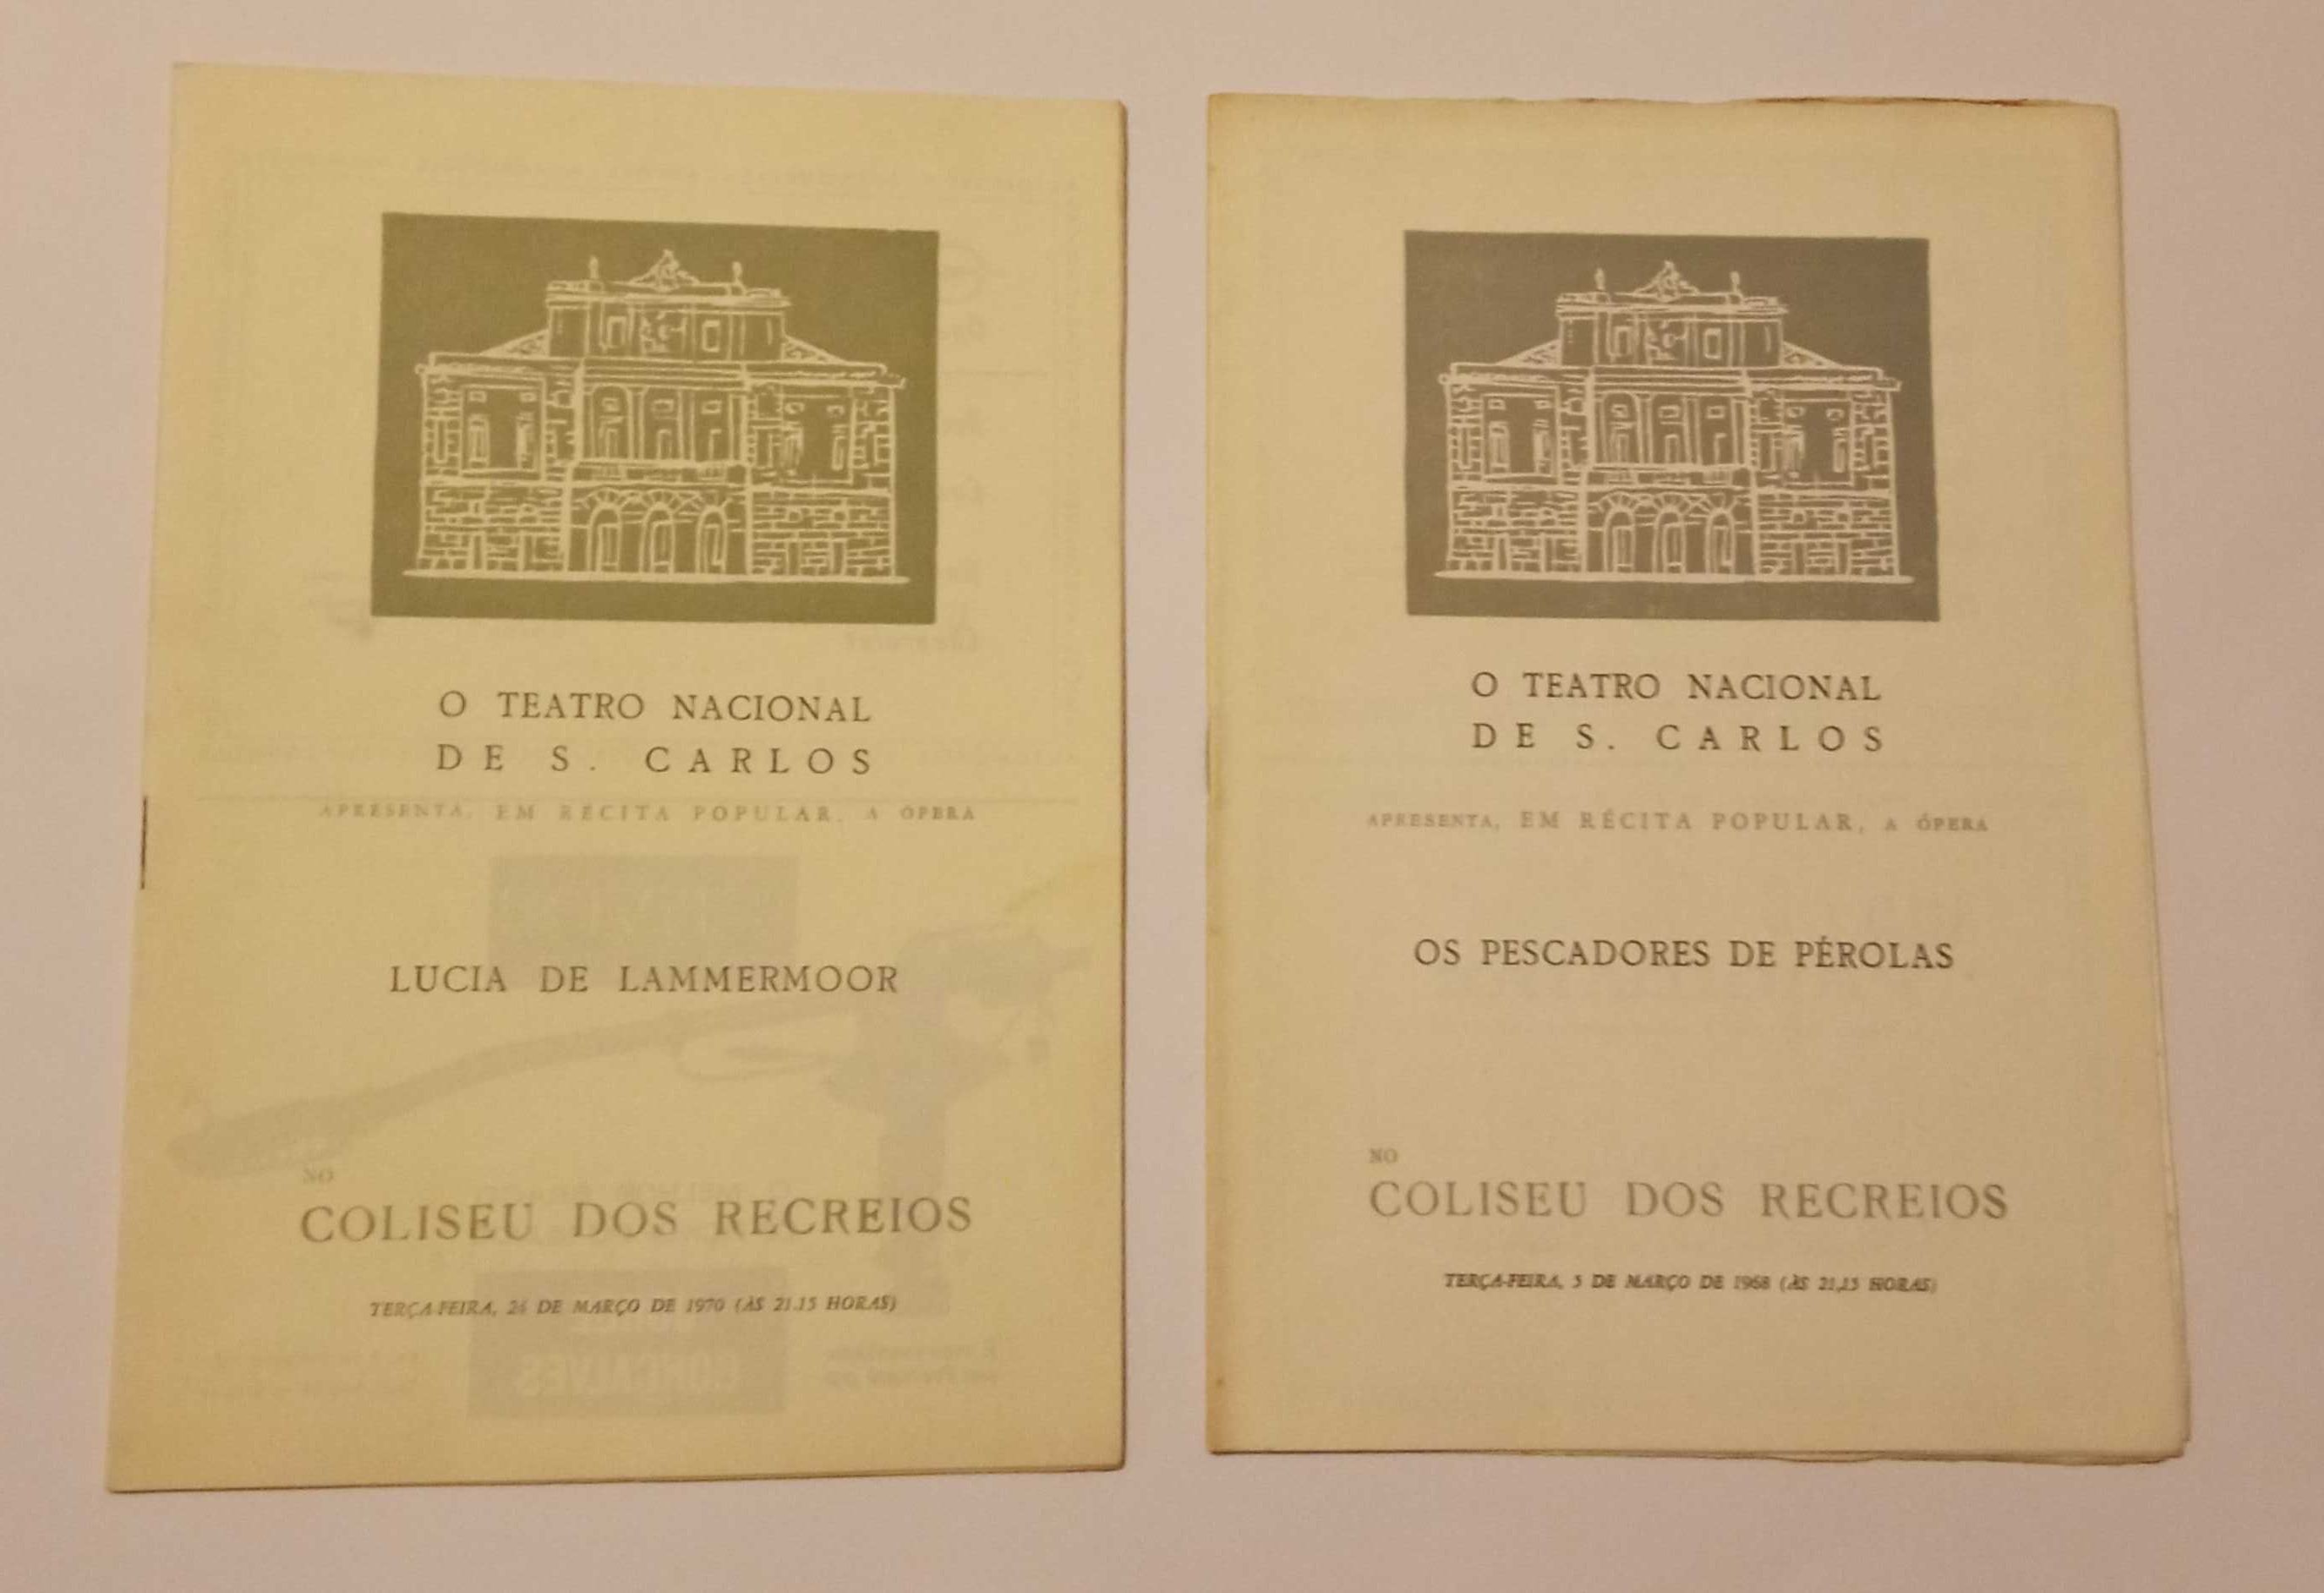 O TEATRO NACIONAL
DE S. CARLOS
APRESENTA, EM RÉCITA POPULAR, A ÓPERA
LUCIA DE LAMMERMOOR
NO
COLISEU DOS RECREIOS
TERÇA-FEIRA, 24 DE MARÇO DE 1970 (ÀS 21.15 HORAS)
GONÇALVES
O TEATRO NACIONAL
DE S. CARLOS
APRESENTA, EM RÉCITA POPULAR, A ÓPERA
OS PESCADORES DE PÉROLAS
NO
COLISEU DOS RECREIOS
TERÇA-FEIRA, 5 DE MARÇO DE 1968 (ÀS 21,15 HORAS)